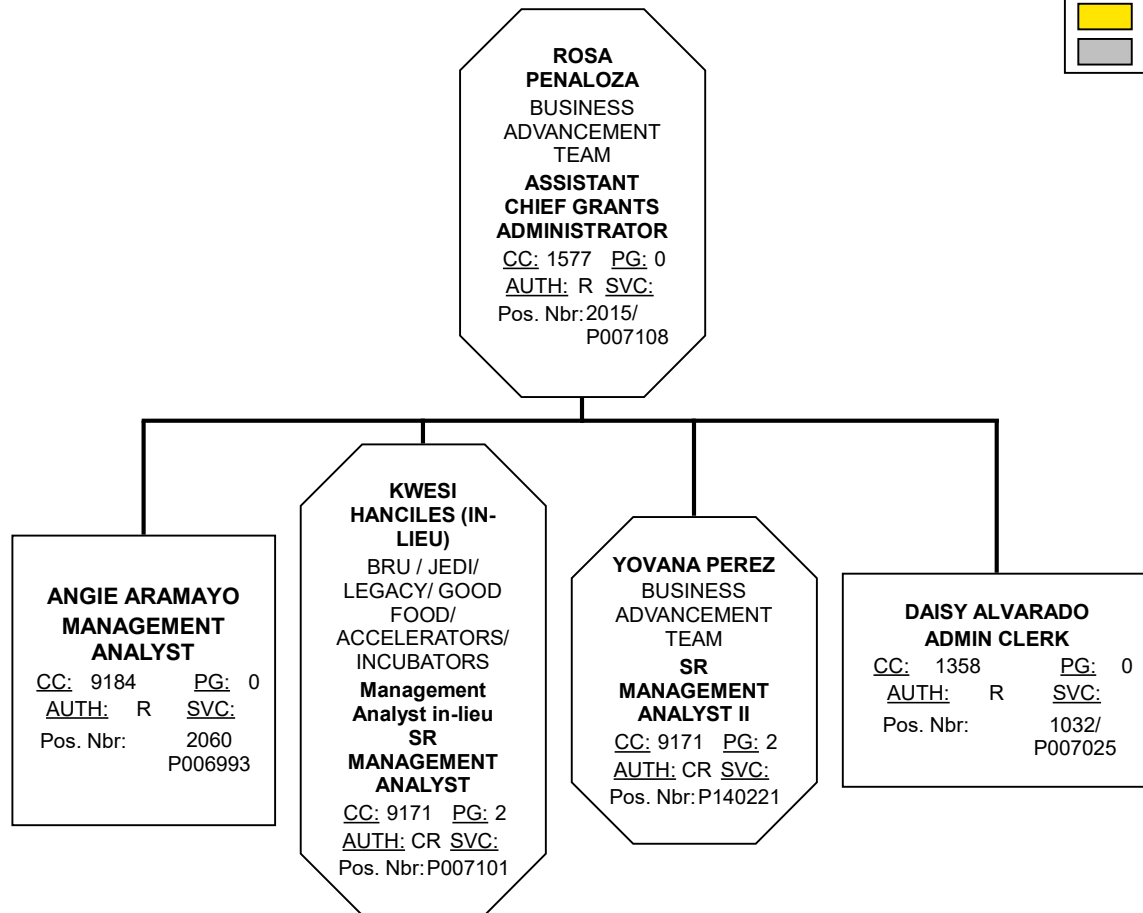 ROSA
PENALOZA
BUSINESS
ADVANCEMENT
TEAM
ASSISTANT
CHIEF GRANTS
ADMINISTRATOR
CC: 1577 PG: 0
AUTH: R SVC:
Pos. Nbr: 2015/
P007108
ANGIE ARAMAYO
MANAGEMENT
ANALYST
CC: 9184 PG: 0
AUTH: R SVC:
Pos. Nbr: 2060
P006993
KWESI
HANCILES (IN-
LIEU)
BRU / JEDI/
LEGACY/ GOOD
FOOD/
ACCELERATORS/
INCUBATORS
Management
Analyst in-lieu
SR
MANAGEMENT
ANALYST
CC: 9171 PG: 2
AUTH: CR SVC:
Pos. Nbr: P007101
YOVANA PEREZ
BUSINESS
ADVANCEMENT
TEAM
SR
MANAGEMENT
ANALYST II
CC: 9171 PG: 2
AUTH: CR SVC:
Pos. Nbr: P140221
DAISY ALVARADO
ADMIN CLERK
CC: 1358 PG: 0
AUTH: R SVC:
Pos. Nbr: 1032/
P007025